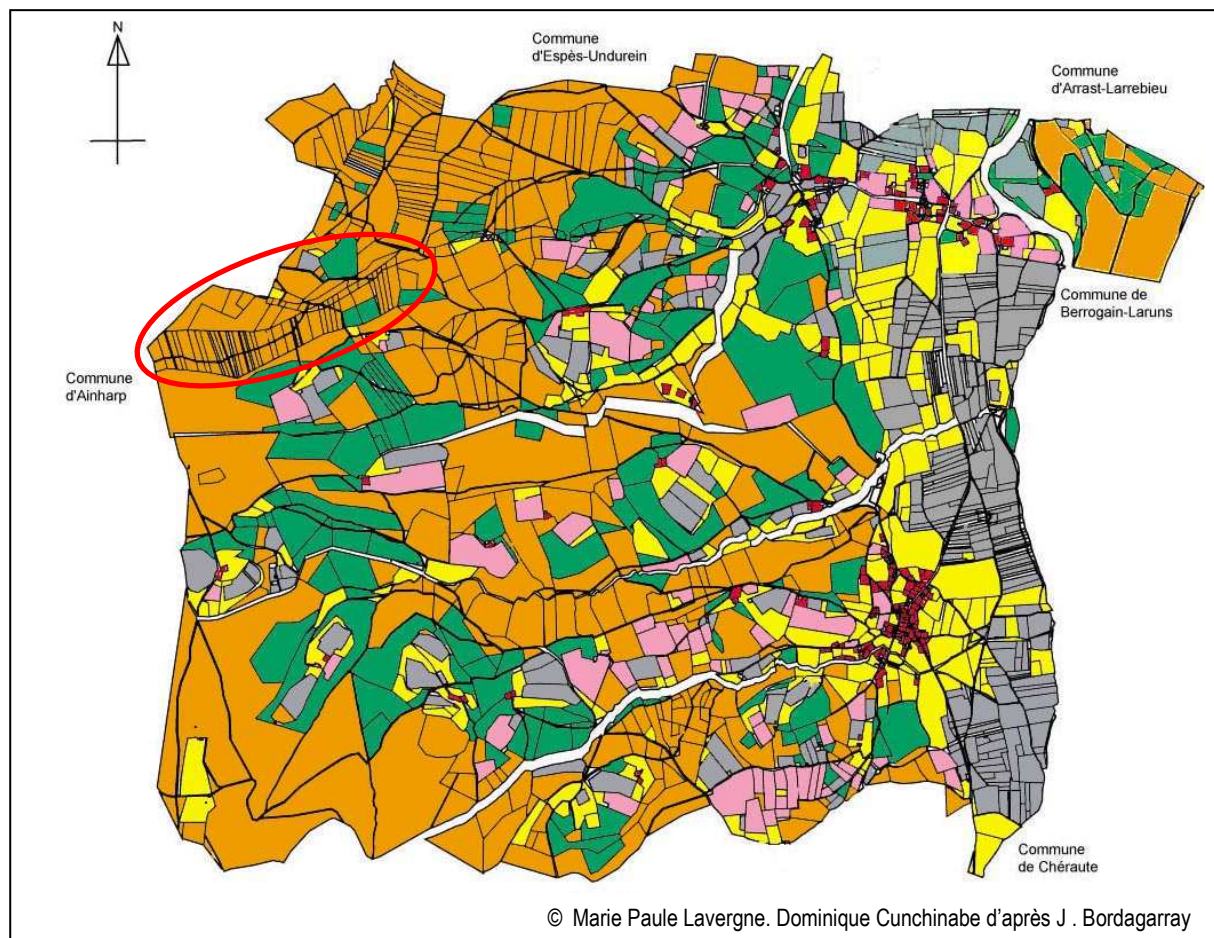 N
Commune
d'Espès-Undurein
Commune
d'Arrast-Larrebieu
Commune de
Berrogain-Laruns
Commune
d'Ainharp
Commune
de Chéraute
© Marie Paule Lavergne. Dominique Cunchinabe d'après J . Bordagarray